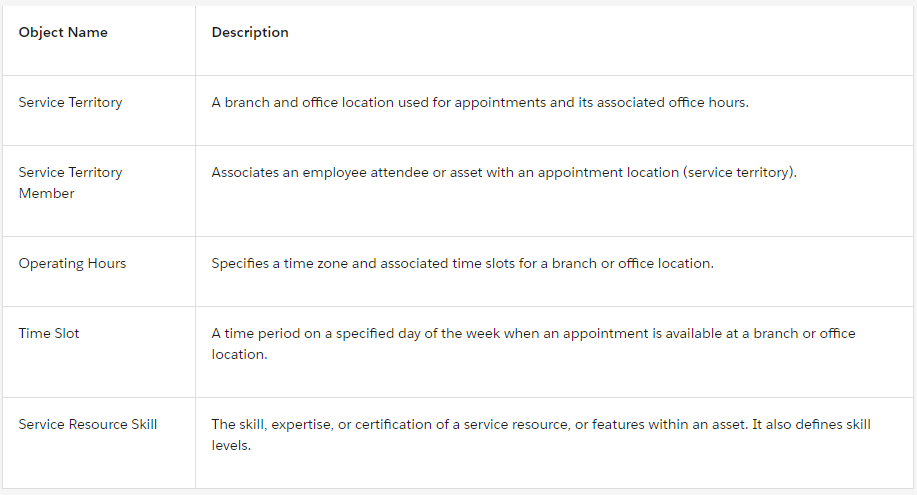 Object Name
Description
Service Territory
A branch and office location used for appointments and its associated office hours.
Service Territory
Member
Associates an employee attendee or asset with an appointment location (service territory).
Operating Hours
Specifies a time zone and associated time slots for a branch or office location.
Time Slot
A time period on a specified day of the week when an appointment is available at a branch or office
location.
Service Resource Skill
The skill, expertise, or certification of a service resource, or features within an asset. It also defines skill
levels.